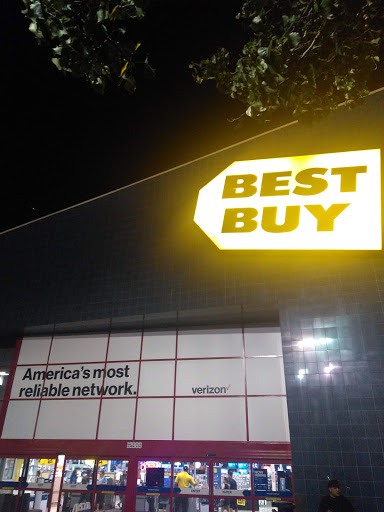 BEST
BUY
America's most
reliable network.
verizon✓